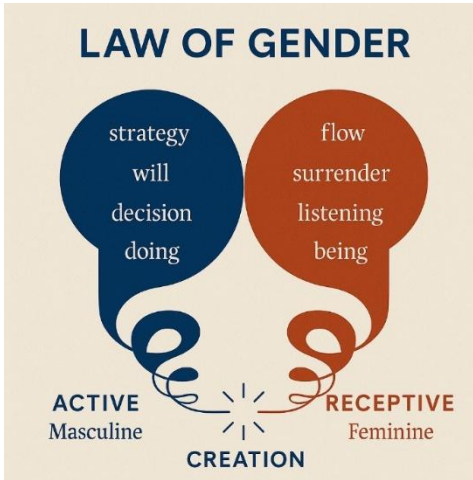 LAW OF GENDER
strategy
will
decision
doing
flow
surrender
listening
being
ACTIVE
Masculine
RECEPTIVE
Feminine
CREATION